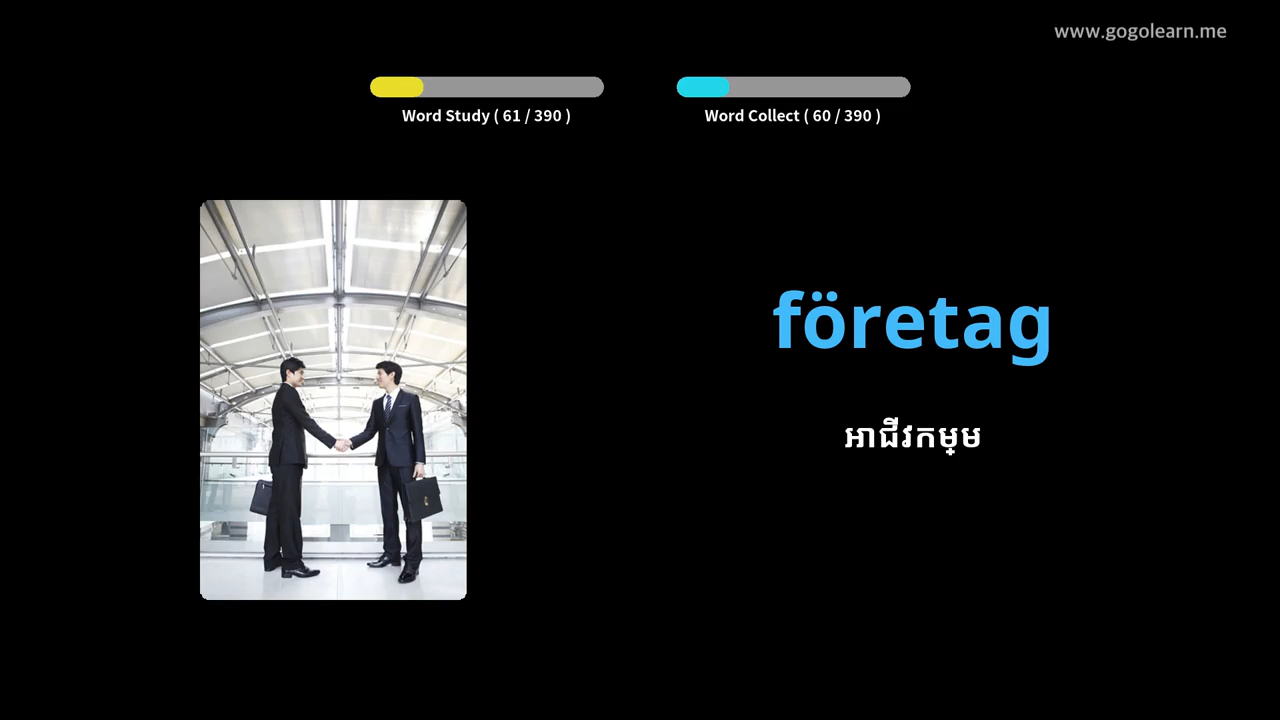 www.gogolearn.me
Word Study ( 61 / 390 )
Word Collect ( 60 / 390 )
företag
អាជីវកម្ម